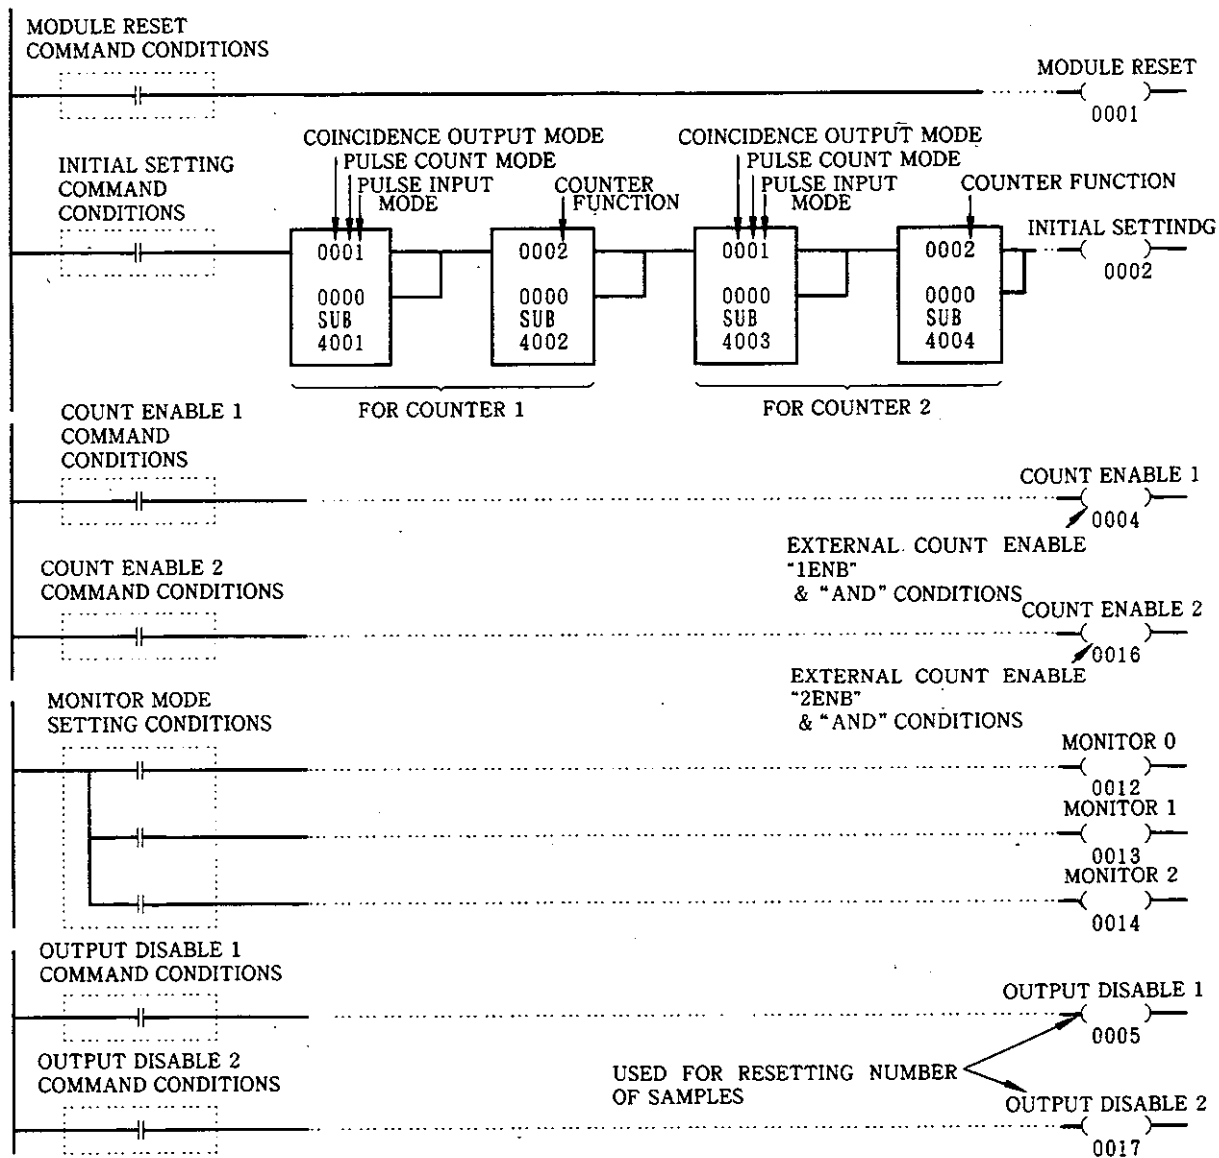 MODULE RESET
COMMAND CONDITIONS
MODULE RESET
0001
INITIAL SETTING
COMMAND
CONDITIONS
COINCIDENCE OUTPUT MODE
PULSE COUNT MODE
PULSE INPUT
MODE
COUNTER
FUNCTION
COINCIDENCE OUTPUT MODE
PULSE COUNT MODE
PULSE INPUT
MODE
COUNTER FUNCTION
INITIAL SETTINDG
0002
0001
0000
SUB
4001
0002
0000
SUB
4002
0001
0000
SUB
4003
0002
0000
SUB
4004
FOR COUNTER 1
FOR COUNTER 2
COUNT ENABLE 1
COMMAND
CONDITIONS
COUNT ENABLE 1
0004
EXTERNAL COUNT ENABLE
"1ENB"
& "AND" CONDITIONS
COUNT ENABLE 2
COMMAND CONDITIONS
COUNT ENABLE 2
0016
EXTERNAL COUNT ENABLE
"2ENB"
& "AND" CONDITIONS
MONITOR MODE
SETTING CONDITIONS
MONITOR 0
0012
MONITOR 1
0013
MONITOR 2
0014
OUTPUT DISABLE 1
COMMAND CONDITIONS
OUTPUT DISABLE 1
0005
OUTPUT DISABLE 2
COMMAND CONDITIONS
USED FOR RESETTING NUMBER
OF SAMPLES
OUTPUT DISABLE 2
0017